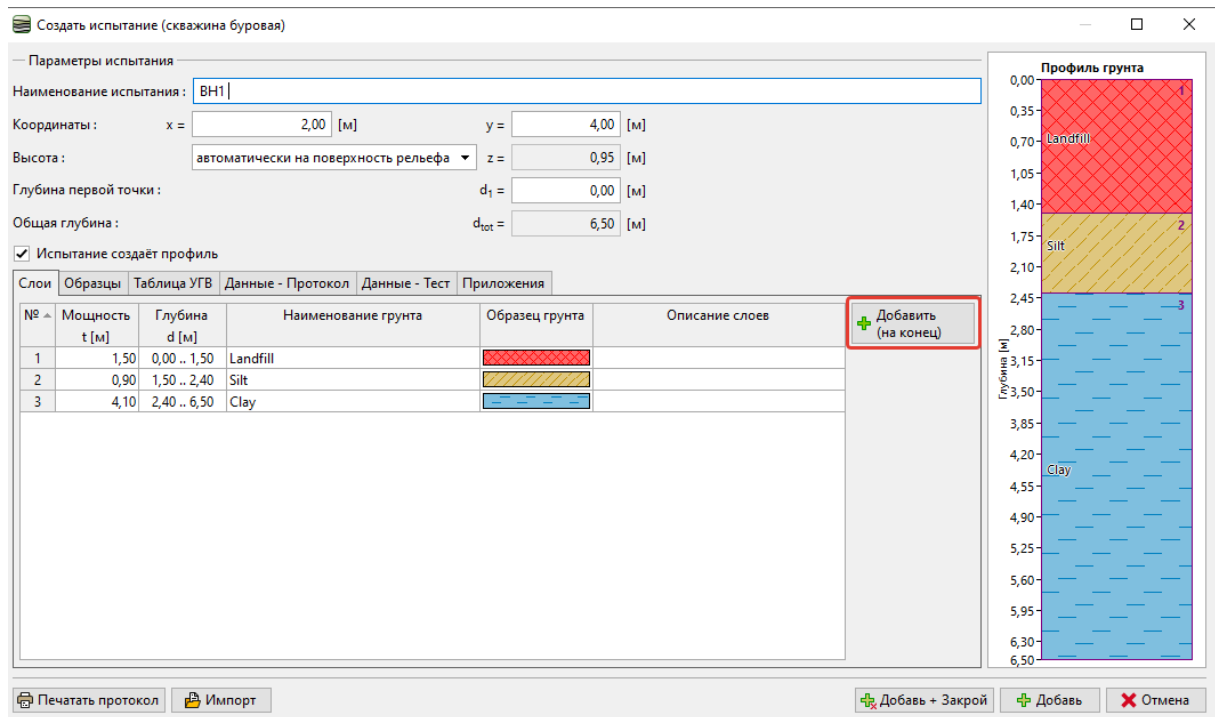 Создать испытание (скважина буровая)
Параметры испытания
Наименование испытания : BH1
Координаты : x = 2,00 [м] y = 4,00 [м]
Высота : автоматически на поверхность рельефа z = 0,95 [м]
Глубина первой точки : d1 = 0,00 [м]
Общая глубина : dtot = 6,50 [м]
Испытание создаёт профиль
Слои Образцы Таблица УГВ Данные - Протокол Данные - Тест Приложения
№ Мощность Глубина Наименование грунта Образец грунта Описание слоев
t [м] d [м]
1 1,50 0,00 .. 1,50 Landfill
2 0,90 1,50 .. 2,40 Silt
3 4,10 2,40 .. 6,50 Clay
Добавить
(на конец)
Профиль грунта
0,00
1
0,35
0,70
Landfill
1,05
1,40
1,75
2
Silt
2,10
2,45
3
2,80
Глубина [м]
3,15
3,50
3,85
4,20
Clay
4,55
4,90
5,25
5,60
5,95
6,30
6,50
Печатать протокол Импорт Добавь + Закрой Добавь Отмена